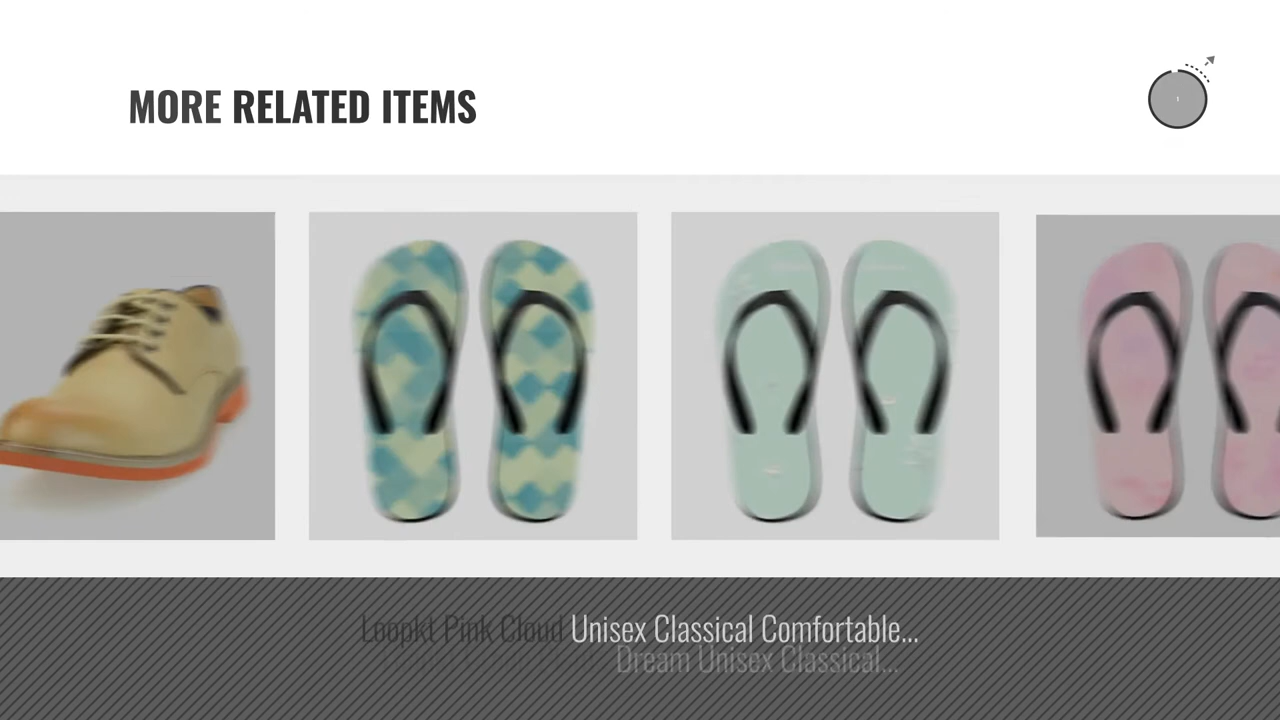 MORE RELATED ITEMS
Loopkt Pink Cloud Unisex Classical Comfortable...
Dream Unisex Classical...